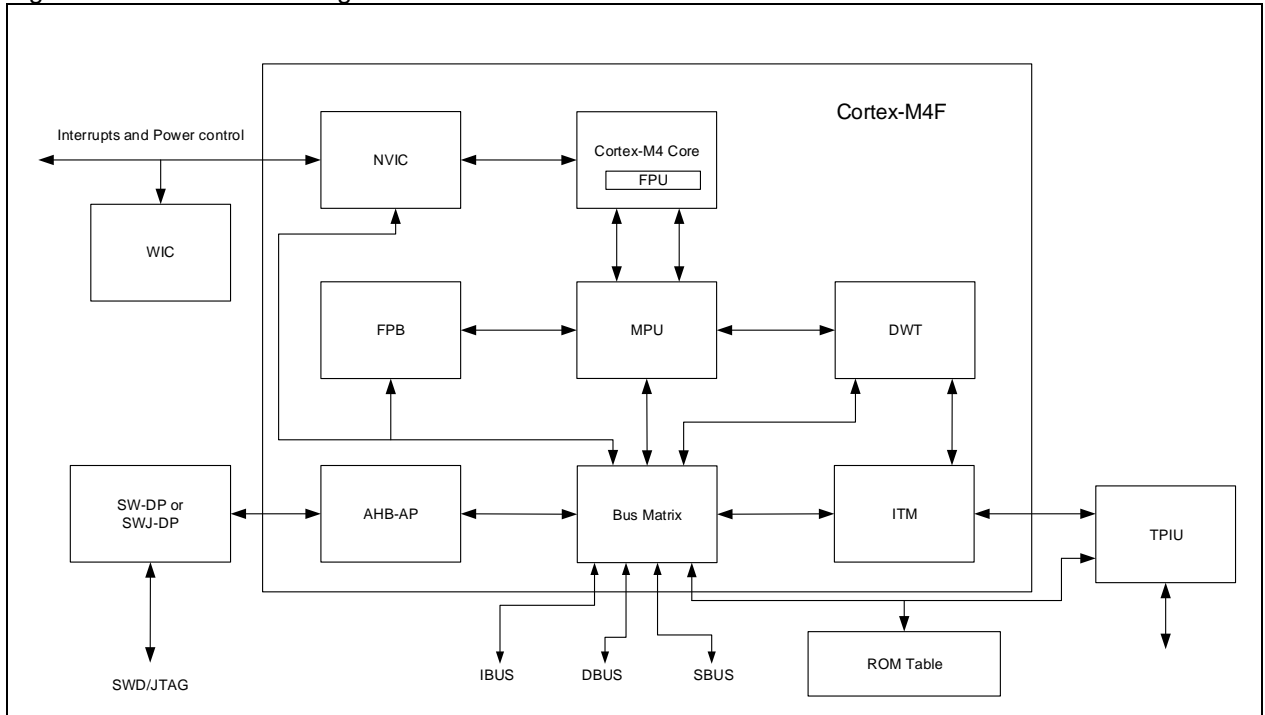 Cortex-M4F
Interrupts and Power control
NVIC
Cortex-M4 Core
FPU
WIC
FPB
MPU
DWT
SW-DP or
SWJ-DP
AHB-AP
Bus Matrix
ITM
TPIU
IBUS
DBUS
SBUS
ROM Table
SWD/JTAG